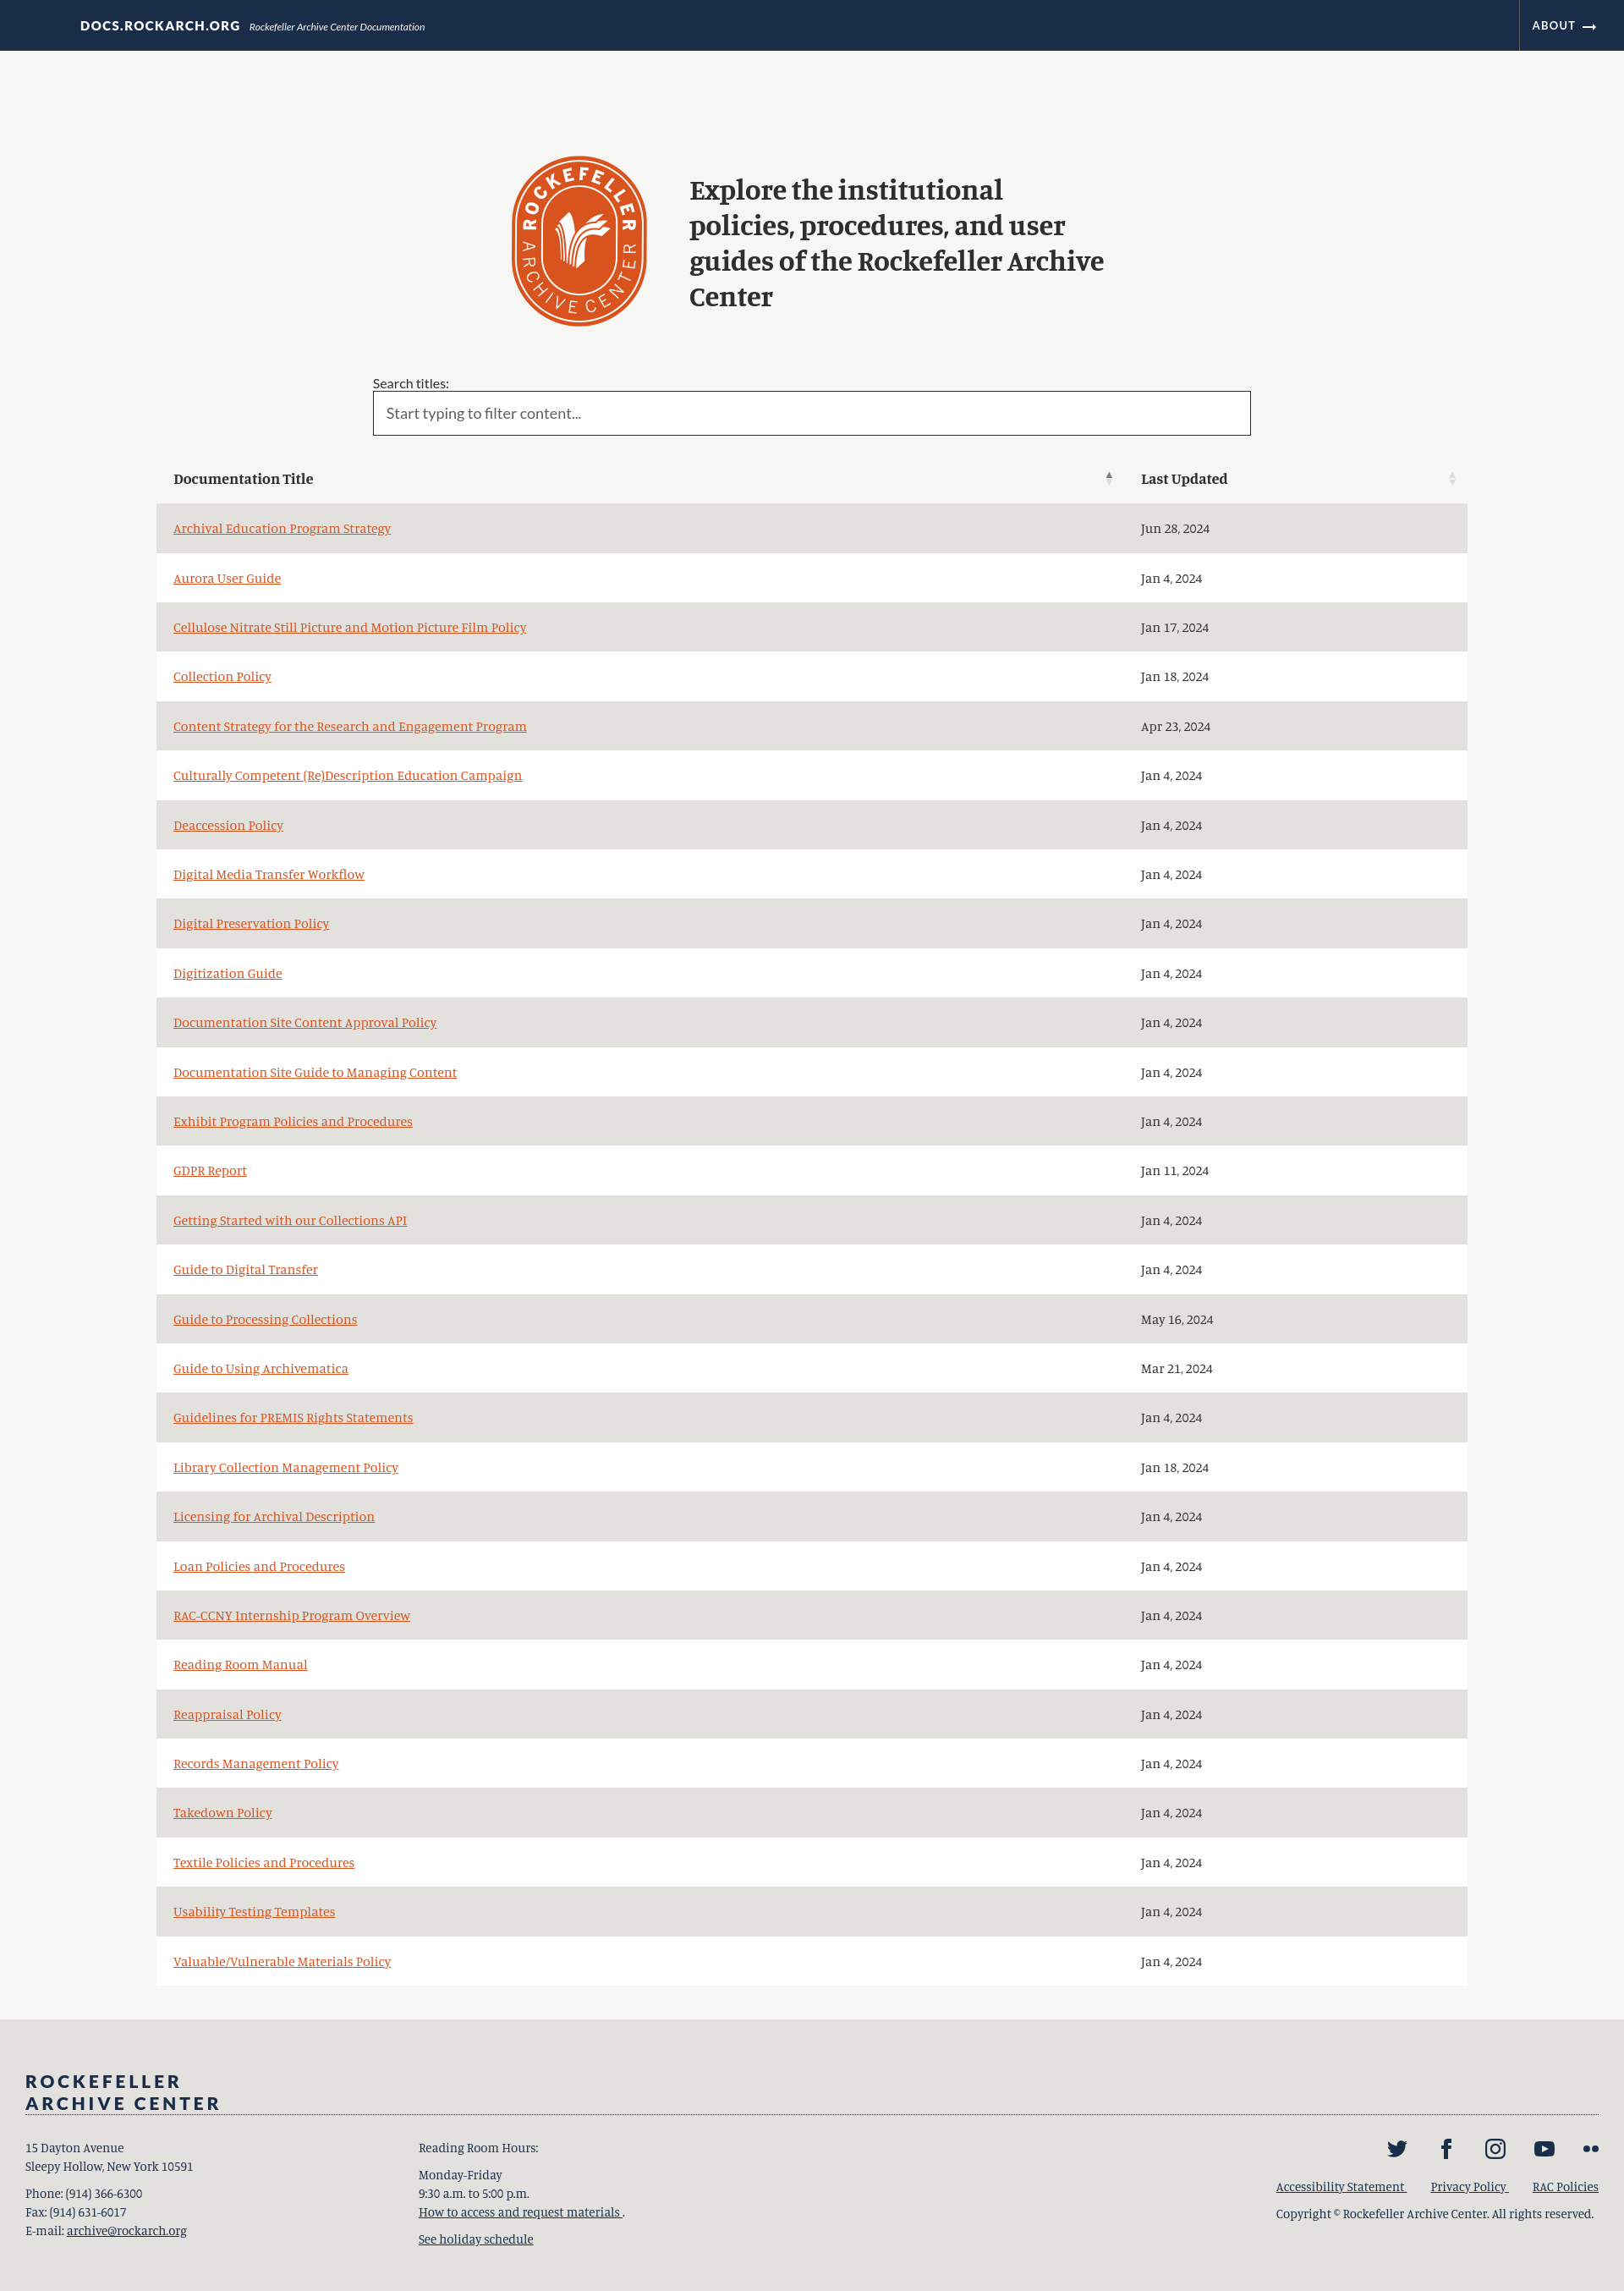 DOCS.ROCKARCH.ORG Rockefeller Archive Center Documentation ABOUT →
ROCKEFELLER
ARCHIVE CENTER
Explore the institutional
policies, procedures, and user
guides of the Rockefeller Archive
Center
Search titles:
Start typing to filter content...
Documentation Title Last Updated
Archival Education Program Strategy Jun 28, 2024
Aurora User Guide Jan 4, 2024
Cellulose Nitrate Still Picture and Motion Picture Film Policy Jan 17, 2024
Collection Policy Jan 18, 2024
Content Strategy for the Research and Engagement Program Apr 23, 2024
Culturally Competent (Re)Description Education Campaign Jan 4, 2024
Deaccession Policy Jan 4, 2024
Digital Media Transfer Workflow Jan 4, 2024
Digital Preservation Policy Jan 4, 2024
Digitization Guide Jan 4, 2024
Documentation Site Content Approval Policy Jan 4, 2024
Documentation Site Guide to Managing Content Jan 4, 2024
Exhibit Program Policies and Procedures Jan 4, 2024
GDPR Report Jan 11, 2024
Getting Started with our Collections API Jan 4, 2024
Guide to Digital Transfer Jan 4, 2024
Guide to Processing Collections May 16, 2024
Guide to Using Archivematica Mar 21, 2024
Guidelines for PREMIS Rights Statements Jan 4, 2024
Library Collection Management Policy Jan 18, 2024
Licensing for Archival Description Jan 4, 2024
Loan Policies and Procedures Jan 4, 2024
RAC-CCNY Internship Program Overview Jan 4, 2024
Reading Room Manual Jan 4, 2024
Reappraisal Policy Jan 4, 2024
Records Management Policy Jan 4, 2024
Takedown Policy Jan 4, 2024
Textile Policies and Procedures Jan 4, 2024
Usability Testing Templates Jan 4, 2024
Valuable/Vulnerable Materials Policy Jan 4, 2024
ROCKEFELLER
ARCHIVE CENTER
15 Dayton Avenue
Sleepy Hollow, New York 10591
Phone: (914) 366-6300
Fax: (914) 631-6017
E-mail: archive@rockarch.org
Reading Room Hours:
Monday-Friday
9:30 a.m. to 5:00 p.m.
How to access and request materials .
See holiday schedule
Accessibility Statement Privacy Policy RAC Policies
Copyright © Rockefeller Archive Center. All rights reserved.